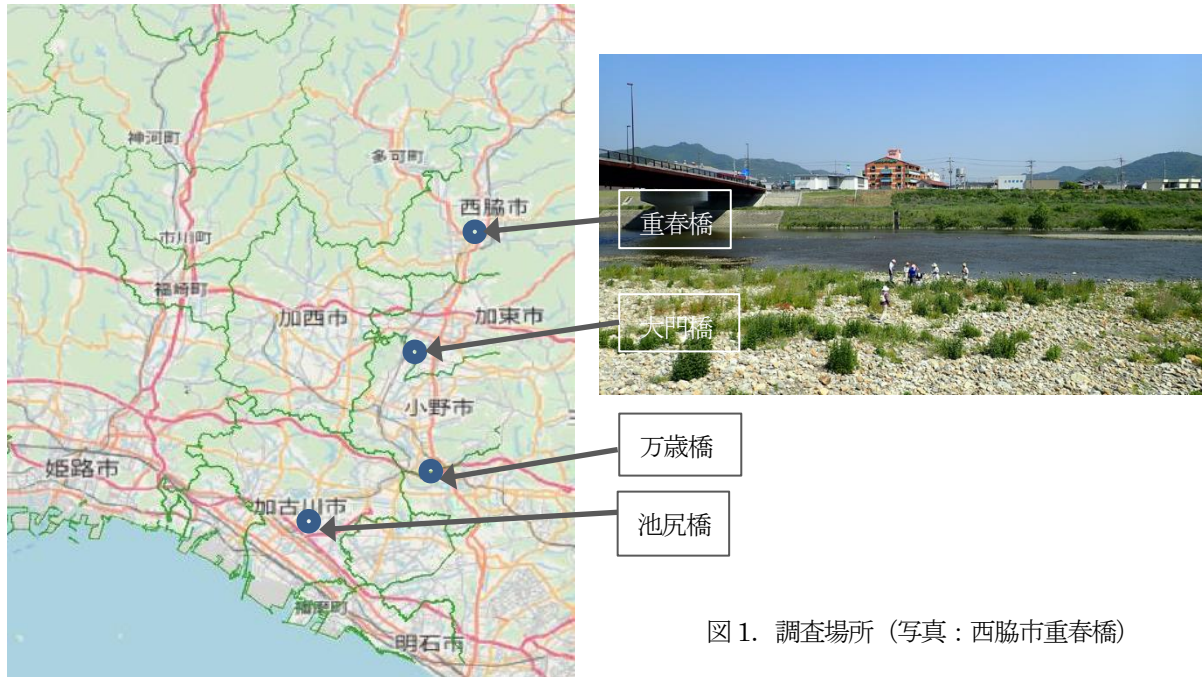 神河町
多可町
西脇市
市川町
福崎町
加西市
加東市
小野市
姫路市
加古川市
播磨町
明石市
重春橋
大門橋
万歳橋
池尻橋
図 1. 調査場所（写真：西脇市重春橋）